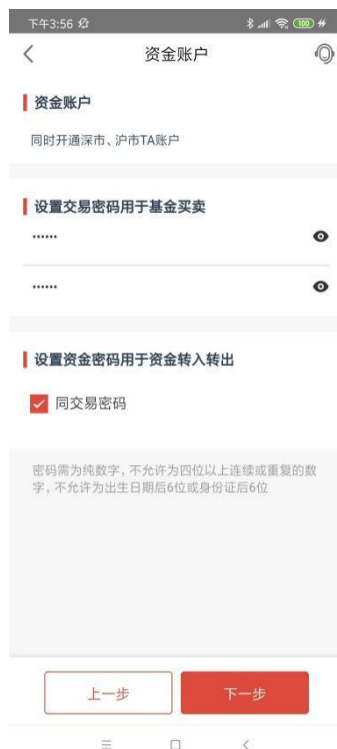 下午3:56
100
资金账户
资金账户
同时开通深市、沪市TA账户
设置交易密码用于基金买卖
••••••
••••••
设置资金密码用于资金转入转出
同交易密码
密码需为纯数字，不允许为四位以上连续或重复的数
字，不允许为出生日期后6位或身份证后6位
上一步
下一步